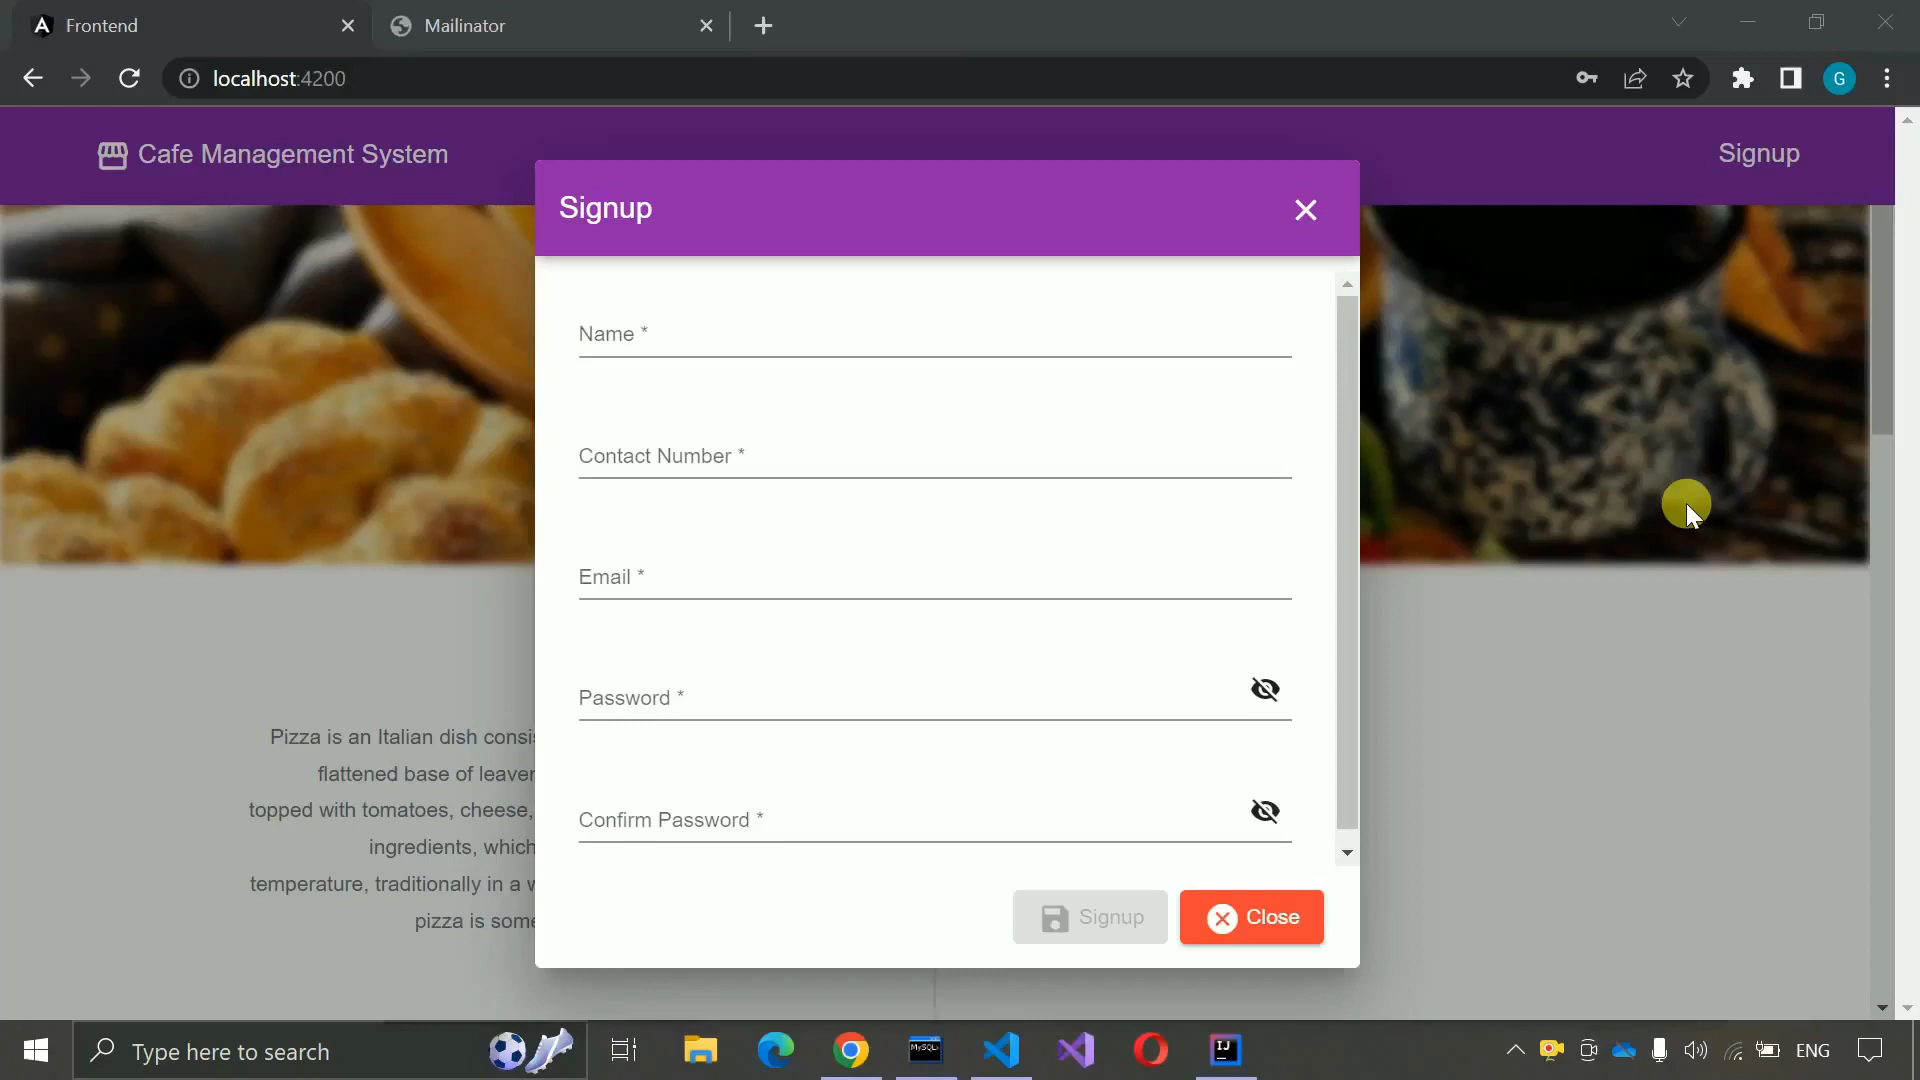 Frontend
Mailinator
localhost:4200
G
Cafe Management System
Signup
Signup
Name *
Contact Number *
Email *
Password *
Confirm Password *
Pizza is an Italian dish consi
flattened base of leaver
topped with tomatoes, cheese,
ingredients, which
temperature, traditionally in a w
pizza is some
Signup
Close
Type here to search
MySQL>
IJ
ENG